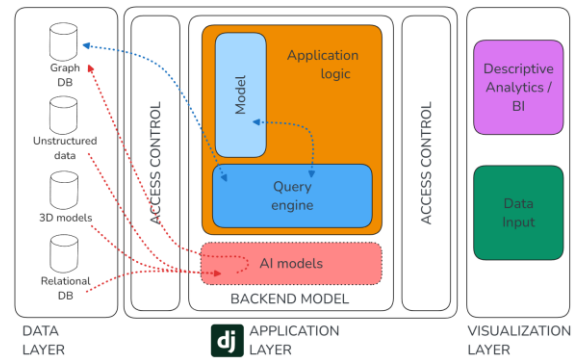 Graph
DB
Unstructured
data
3D models
Relational
DB
DATA
LAYER
ACCESS CONTROL
Application
logic
Model
Query
engine
AI models
BACKEND MODEL
ACCESS CONTROL
dj
APPLICATION
LAYER
Descriptive
Analytics /
BI
Data
Input
VISUALIZATION
LAYER